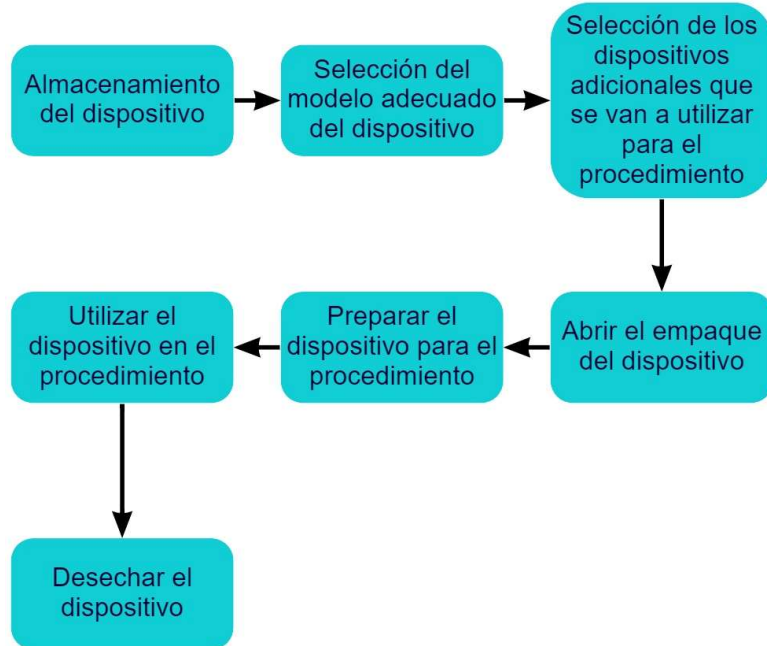 Almacenamiento
del dispositivo
Selección del
modelo adecuado
del dispositivo
Selección de los
dispositivos
adicionales que
se van a utilizar
para el
procedimiento
Abrir el empaque
del dispositivo
Preparar el
dispositivo para el
procedimiento
Utilizar el
dispositivo en el
procedimiento
Desechar el
dispositivo